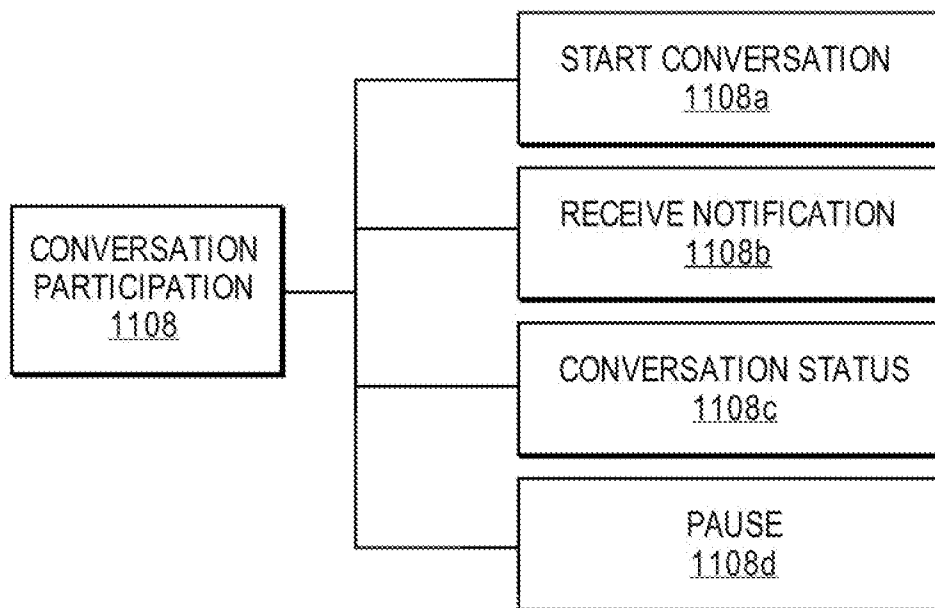 CONVERSATION
PARTICIPATION
1108
START CONVERSATION
1108a
RECEIVE NOTIFICATION
1108b
CONVERSATION STATUS
1108c
PAUSE
1108d